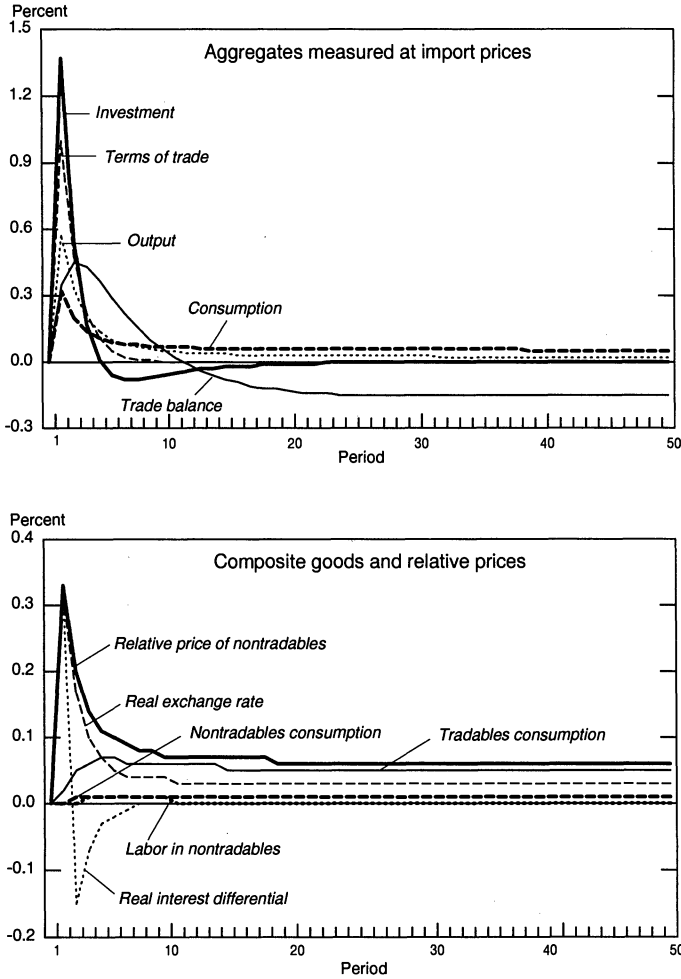 Percent
1.5
Aggregates measured at import prices
1.2
Investment
0.9
Terms of trade
0.6
Output
0.3
Consumption
0.0
Trade balance
-0.3
1 10 20 30 40 50
Period
Percent
0.4
Composite goods and relative prices
0.3
Relative price of nontradables
0.2
Real exchange rate
Nontradables consumption
Tradables consumption
0.1
0.0
Labor in nontradables
-0.1
Real interest differential
-0.2
1 10 20 30 40 50
Period